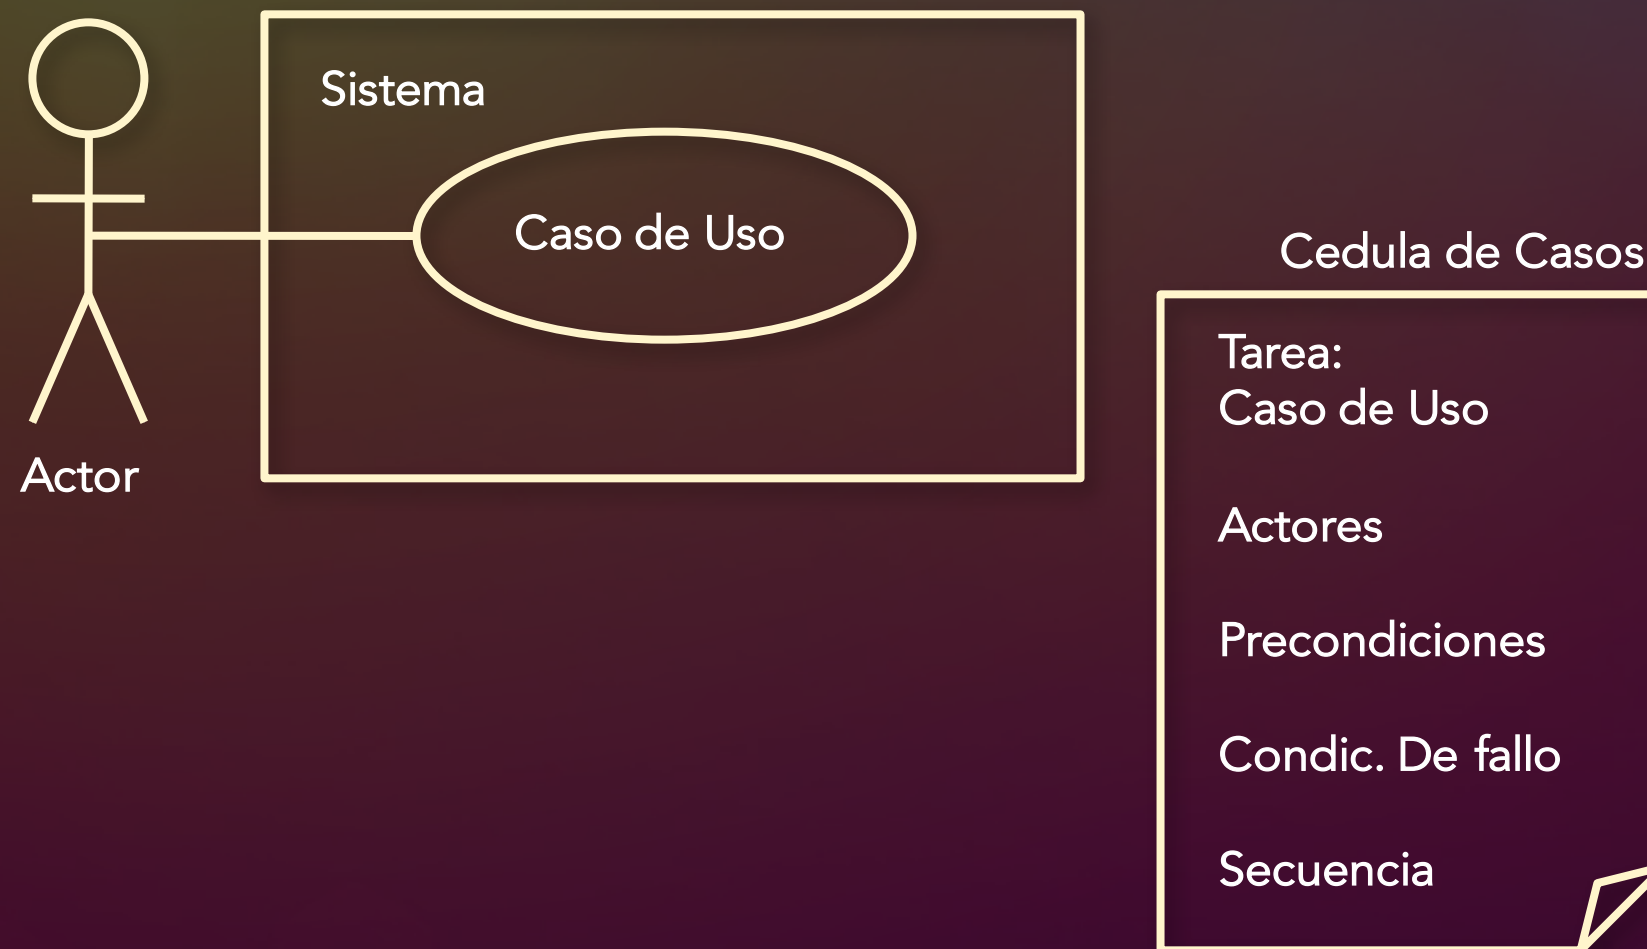 Sistema
Caso de Uso
Actor
Cedula de Casos
Tarea:
Caso de Uso
Actores
Precondiciones
Condic. De fallo
Secuencia